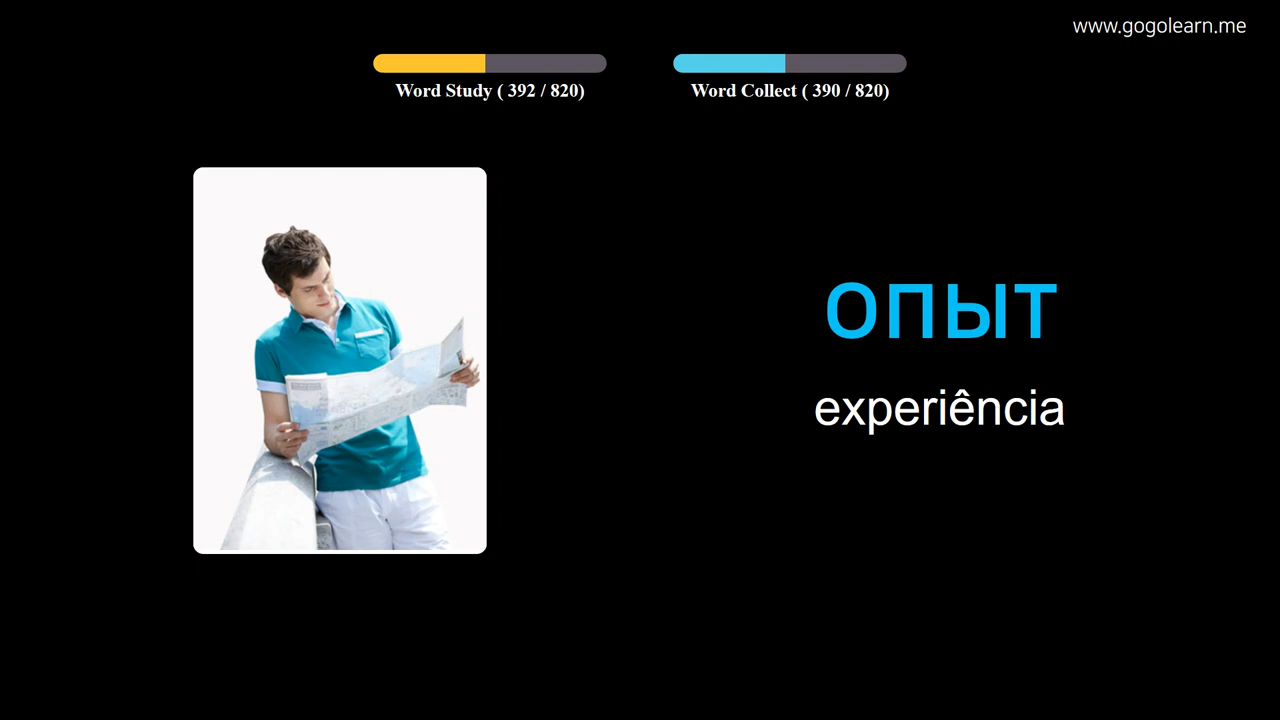 www.gogolearn.me
Word Study ( 392 / 820)
Word Collect ( 390 / 820)
опыт
experiência